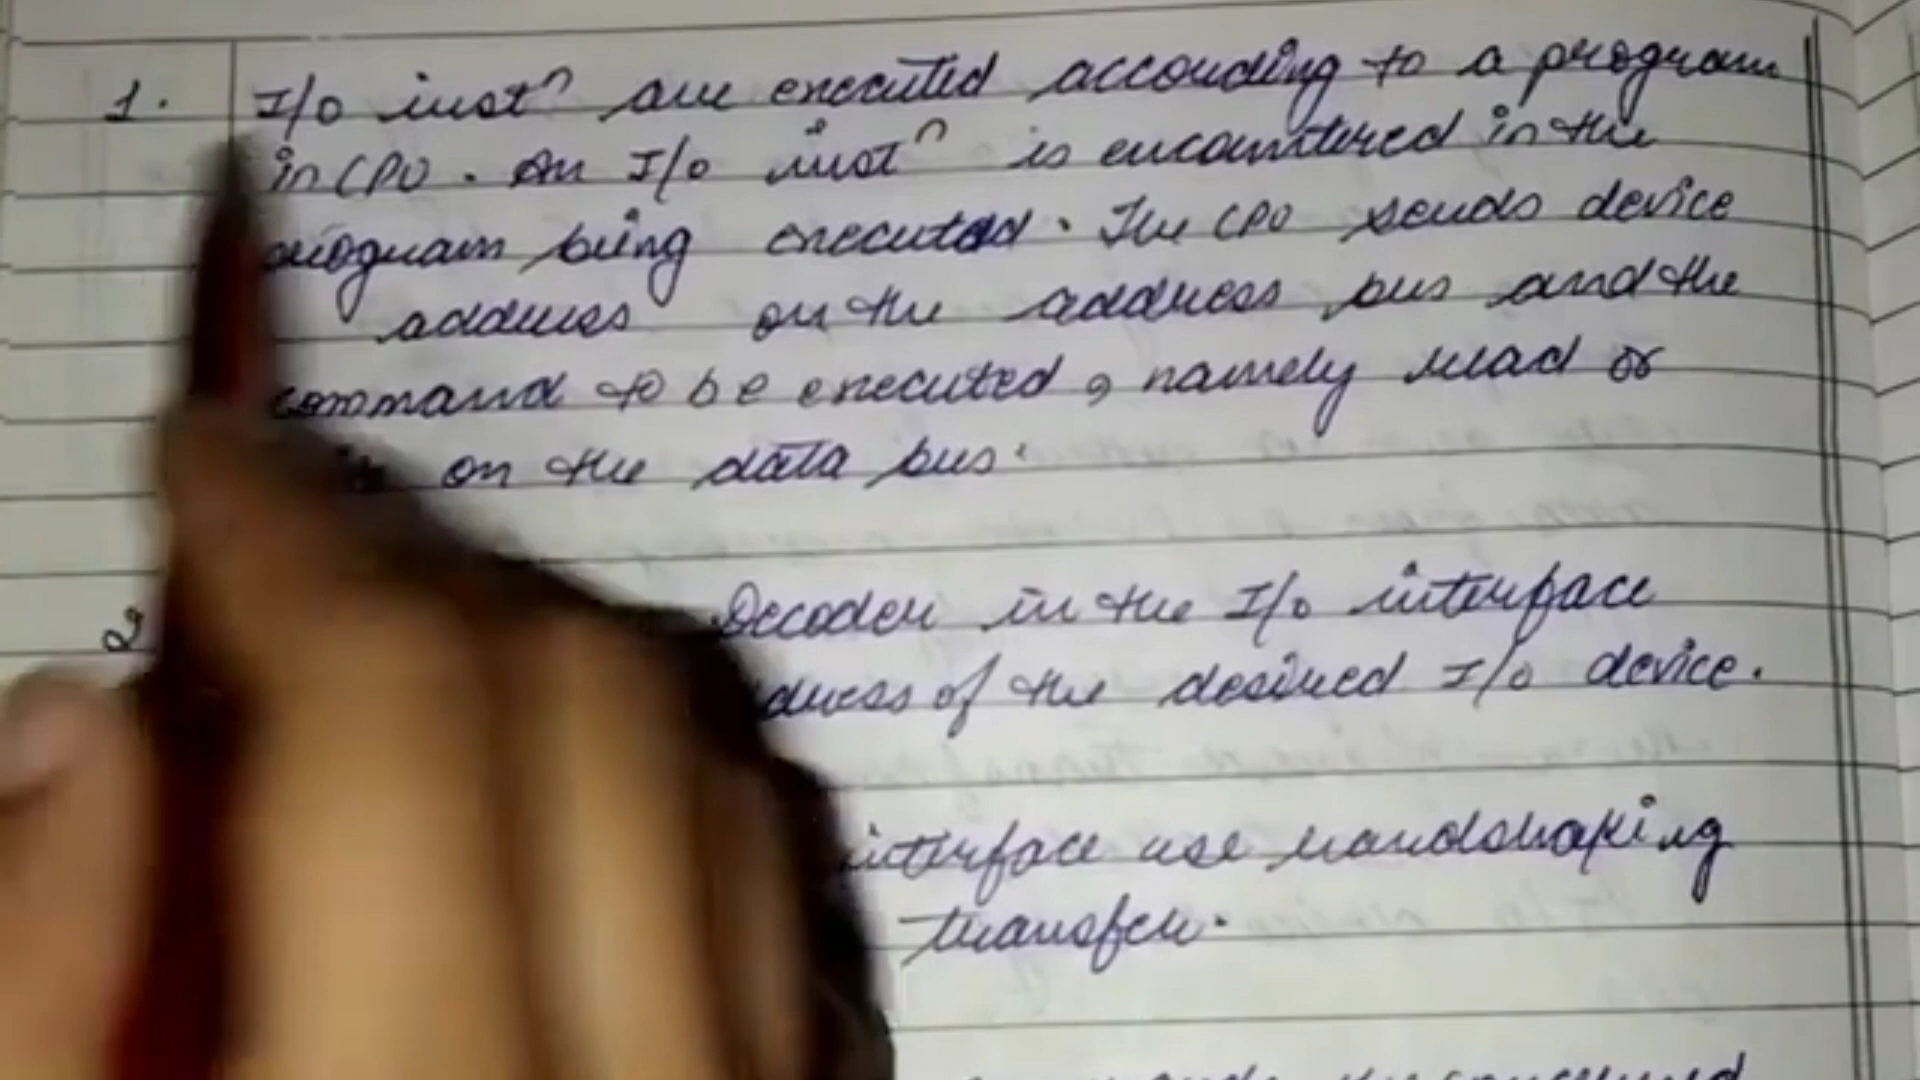 1. I/O instⁿ are executed according to a program
in CPU. An I/O instⁿ is encountered in the
program being executed. The CPU sends device
address on the address bus and the
command to be executed, namely read or
on the data bus.
2 Decoder in the I/O interface
of the desired I/O device.
interface use handshaking
transfer.